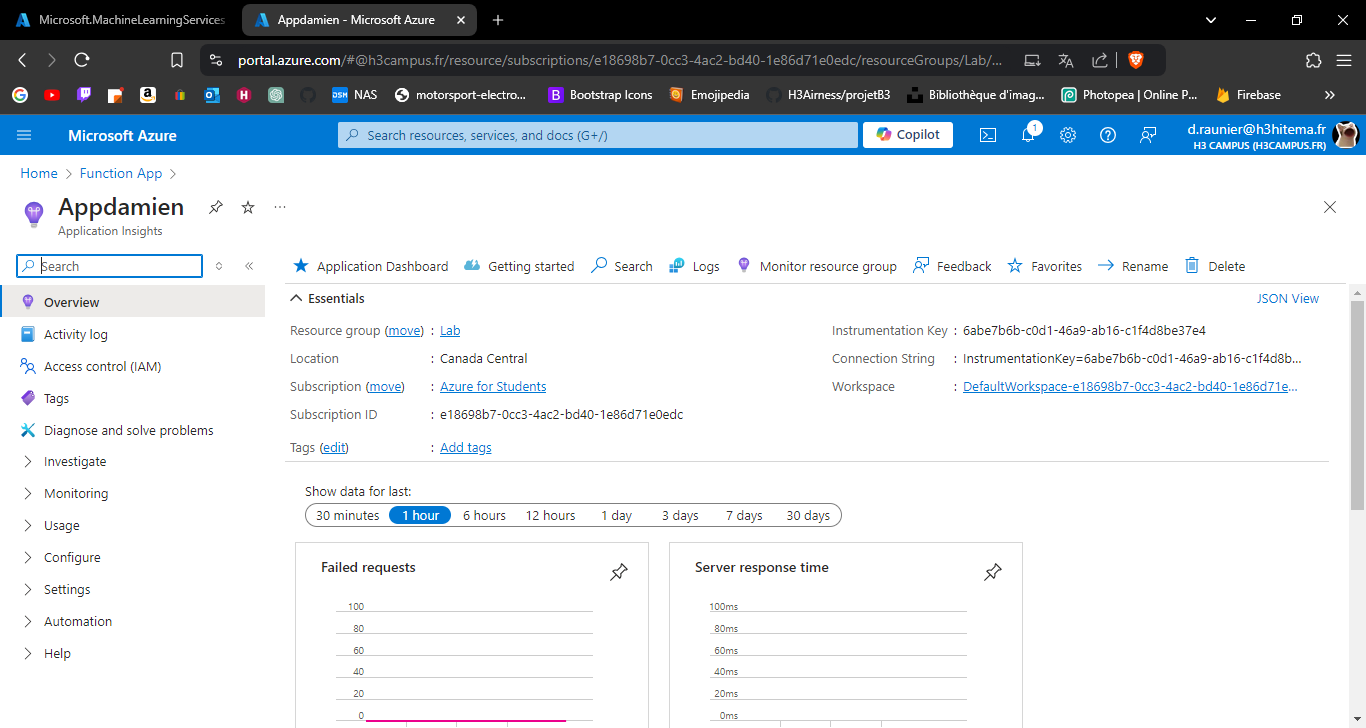 Microsoft.MachineLearningServices
Appdamien - Microsoft Azure
portal.azure.com/#@h3campus.fr/resource/subscriptions/e18698b7-0cc3-4ac2-bd40-1e86d71e0edc/resourceGroups/Lab/...
NAS
motorsport-electro...
Bootstrap Icons
Emojipedia
H3Airness/projetB3
Bibliothèque d'imag...
Photopea | Online P...
Firebase
Microsoft Azure
Search resources, services, and docs (G+/)
Copilot
1
d.raunier@h3hitema.fr
H3 CAMPUS (H3CAMPUS.FR)
Home > Function App >
Appdamien
Application Insights
Search
Overview
Activity log
Access control (IAM)
Tags
Diagnose and solve problems
Investigate
Monitoring
Usage
Configure
Settings
Automation
Help
Application Dashboard
Getting started
Search
Logs
Monitor resource group
Feedback
Favorites
Rename
Delete
Essentials
JSON View
Resource group (move) : Lab
Location : Canada Central
Subscription (move) : Azure for Students
Subscription ID : e18698b7-0cc3-4ac2-bd40-1e86d71e0edc
Tags (edit) : Add tags
Instrumentation Key : 6abe7b6b-c0d1-46a9-ab16-c1f4d8be37e4
Connection String : InstrumentationKey=6abe7b6b-c0d1-46a9-ab16-c1f4d8b...
Workspace : DefaultWorkspace-e18698b7-0cc3-4ac2-bd40-1e86d71e...
Show data for last:
30 minutes 1 hour 6 hours 12 hours 1 day 3 days 7 days 30 days
Failed requests
100
80
60
40
20
0
Server response time
100ms
80ms
60ms
40ms
20ms
0ms